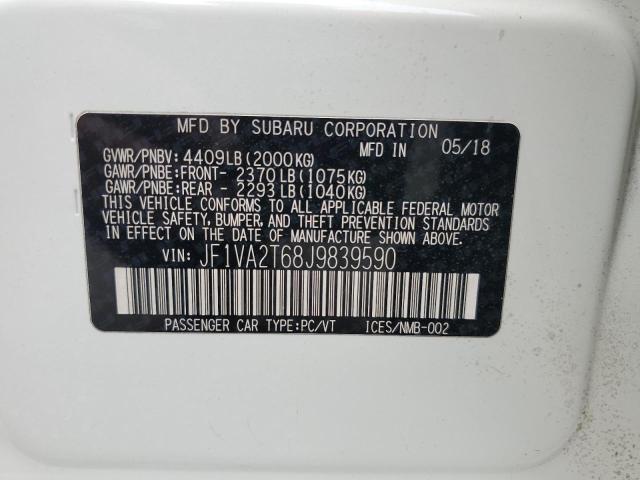 MFD BY SUBARU CORPORATION
GVWR/PNBV: 4409LB(2000KG) MFD IN 05/18
GAWR/PNBE:FRONT- 2370LB(1075KG)
GAWR/PNBE:REAR - 2293LB(1040KG)
THIS VEHICLE CONFORMS TO ALL APPLICABLE FEDERAL MOTOR
VEHICLE SAFETY, BUMPER, AND THEFT PREVENTION STANDARDS
IN EFFECT ON THE DATE OF MANUFACTURE SHOWN ABOVE.
VIN: JF1VA2T68J9839590
PASSENGER CAR TYPE:PC/VT ICES/NMB-002